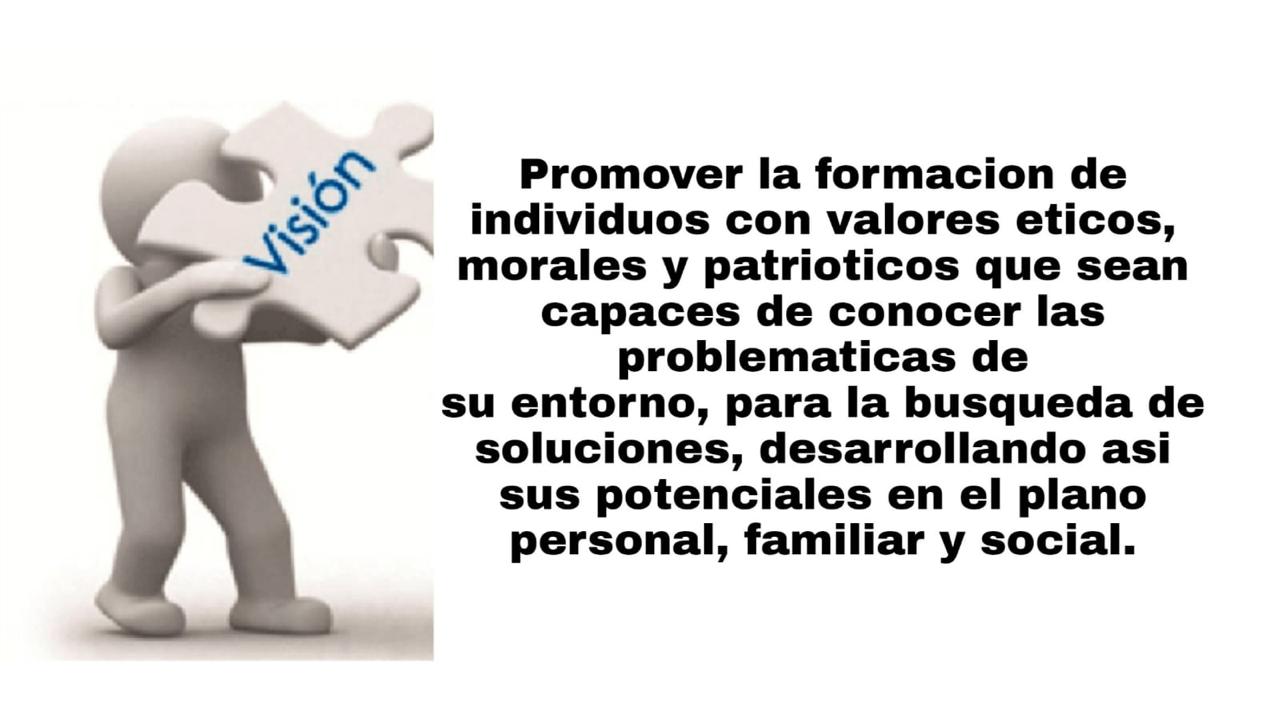 Visión
Promover la formacion de
individuos con valores eticos,
morales y patrioticos que sean
capaces de conocer las
problematicas de
su entorno, para la busqueda de
soluciones, desarrollando asi
sus potenciales en el plano
personal, familiar y social.